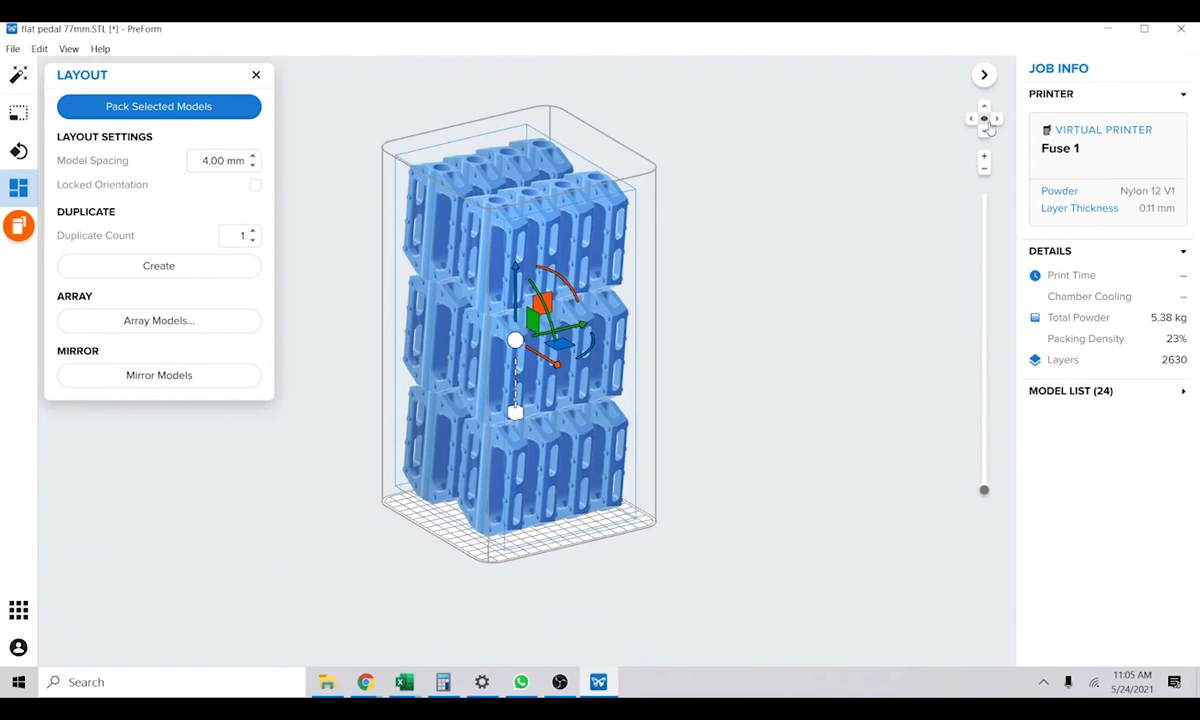 flat pedal 77mm.STL [*] - PreForm
File Edit View Help
LAYOUT
Pack Selected Models
LAYOUT SETTINGS
Model Spacing 4.00 mm
Locked Orientation
DUPLICATE
Duplicate Count 1
Create
ARRAY
Array Models...
MIRROR
Mirror Models
JOB INFO
PRINTER
VIRTUAL PRINTER
Fuse 1
Powder Nylon 12 V1
Layer Thickness 0.11 mm
DETAILS
Print Time --
Chamber Cooling --
Total Powder 5.38 kg
Packing Density 23%
Layers 2630
MODEL LIST (24)
Search
11:05 AM
5/24/2021